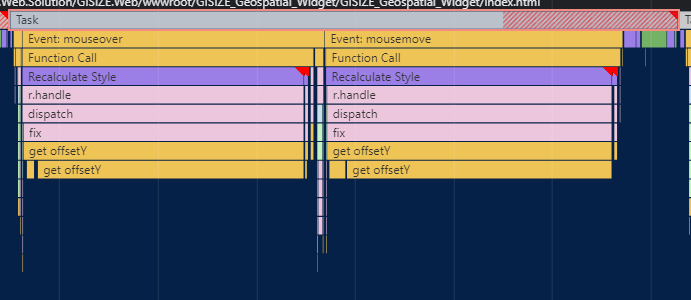 Web.Solution/GISIZE.Web/wwwroot/GISIZE_Geospatial_Widget/GISIZE_Geospatial_Widget/index.html
Task
Event: mouseover
Event: mousemove
Function Call
Function Call
Recalculate Style
Recalculate Style
r.handle
r.handle
dispatch
dispatch
fix
fix
get offsetY
get offsetY
get offsetY
get offsetY